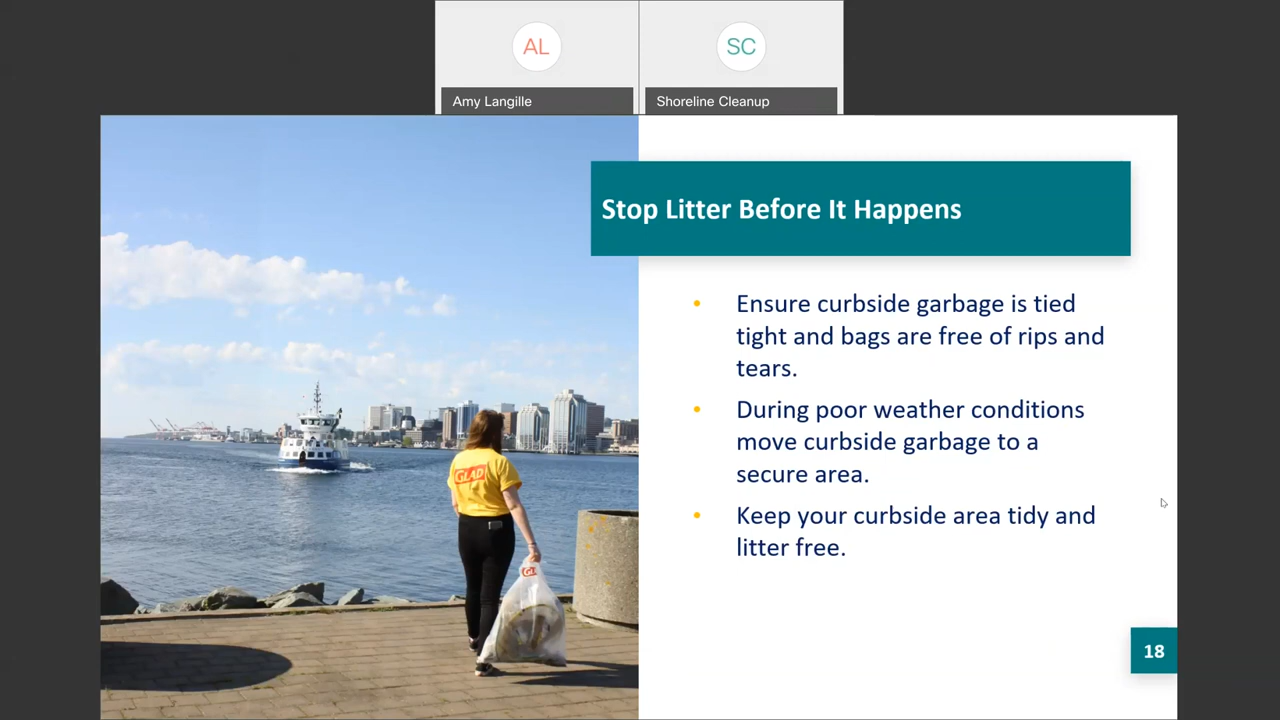 AL
SC
Amy Langille
Shoreline Cleanup
Stop Litter Before It Happens
• Ensure curbside garbage is tied
tight and bags are free of rips and
tears.
• During poor weather conditions
move curbside garbage to a
secure area.
• Keep your curbside area tidy and
litter free.
GLAD
18